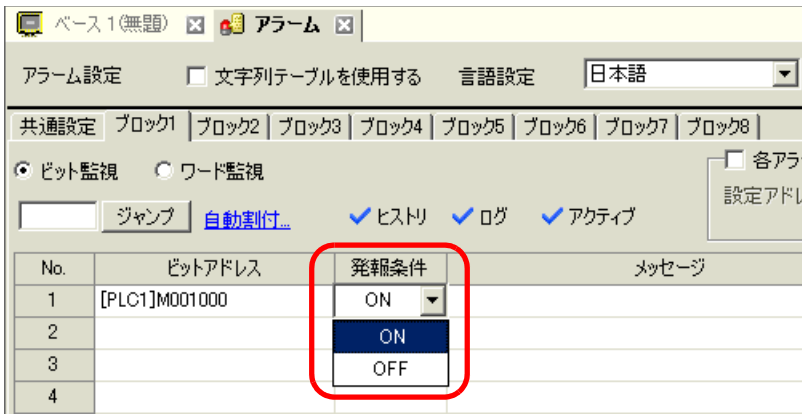 ベース1(無題) アラーム
アラーム設定 文字列テーブルを使用する 言語設定 日本語
共通設定 ブロック1 ブロック2 ブロック3 ブロック4 ブロック5 ブロック6 ブロック7 ブロック8
ビット監視 ワード監視 各アラ
ジャンプ 自動割付... ヒストリ ログ アクティブ 設定アドレ
No. ビットアドレス 発報条件 メッセージ
1 [PLC1]M001000 ON
2 ON
3 OFF
4